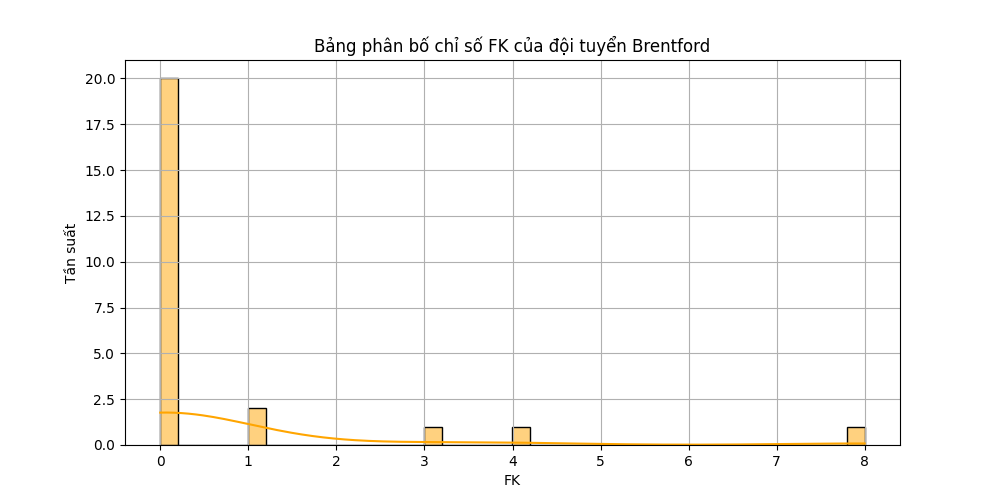 Bảng phân bố chỉ số FK của đội tuyển Brentford
20.0
17.5
15.0
12.5
10.0
7.5
5.0
2.5
0.0
Tần suất
0 1 2 3 4 5 6 7 8
FK